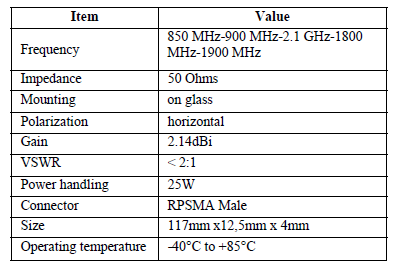 Item Value
Frequency 850 MHz-900 MHz-2.1 GHz-1800
MHz-1900 MHz
Impedance 50 Ohms
Mounting on glass
Polarization horizontal
Gain 2.14dBi
VSWR < 2:1
Power handling 25W
Connector RPSMA Male
Size 117mm x12,5mm x 4mm
Operating temperature -40°C to +85°C